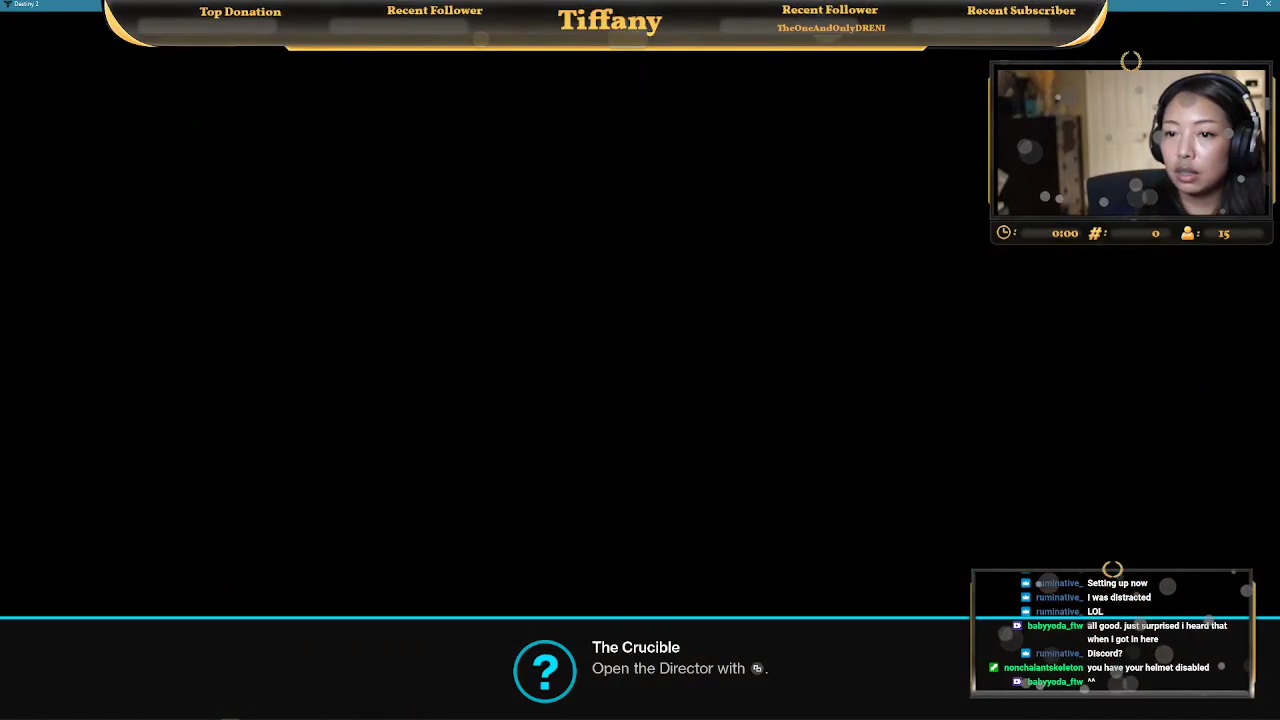 Destiny 2
Top Donation
Recent Follower
Tiffany
Recent Follower
TheOneAndOnlyDRENI
Recent Subscriber
: 0:00 #: 0 : 15
ruminative_ Setting up now
ruminative_ I was distracted
ruminative_ LOL
babyyoda_ftw all good. just surprised i heard that
when I got in here
ruminative_ Discord?
nonchalantskeleton you have your helmet disabled
babyyoda_ftw ^^
The Crucible
Open the Director with .